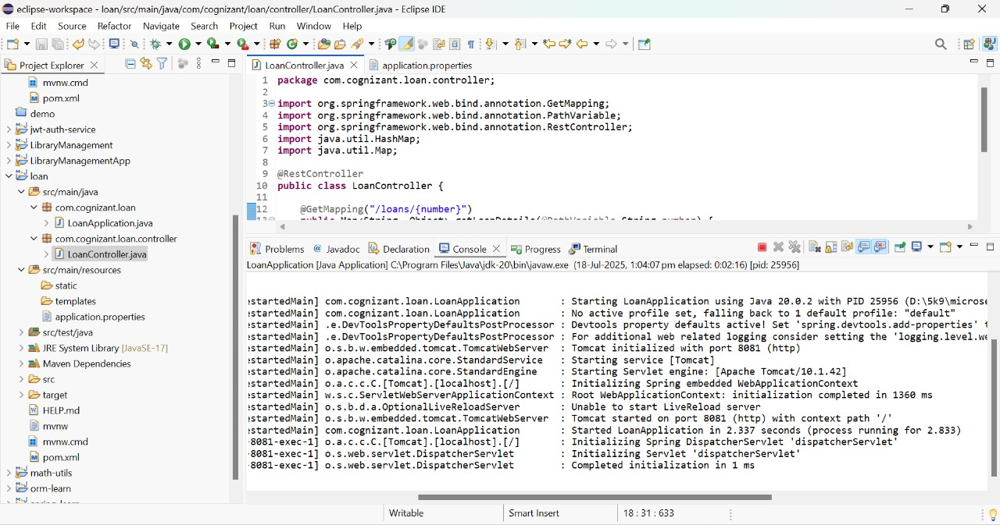 eclipse-workspace - loan/src/main/java/com/cognizant/loan/controller/LoanController.java - Eclipse IDE
File Edit Source Refactor Navigate Search Project Run Window Help
Project Explorer
mvnw.cmd
pom.xml
demo
jwt-auth-service
LibraryManagement
LibraryManagementApp
loan
src/main/java
com.cognizant.loan
LoanApplication.java
com.cognizant.loan.controller
LoanController.java
src/main/resources
static
templates
application.properties
src/test/java
JRE System Library [JavaSE-17]
Maven Dependencies
src
target
HELP.md
mvnw
mvnw.cmd
pom.xml
math-utils
orm-learn
LoanController.java application.properties
1 package com.cognizant.loan.controller;
2
3 import org.springframework.web.bind.annotation.GetMapping;
4 import org.springframework.web.bind.annotation.PathVariable;
5 import org.springframework.web.bind.annotation.RestController;
6 import java.util.HashMap;
7 import java.util.Map;
8
9 @RestController
10 public class LoanController {
11
12 @GetMapping("/loans/{number}")
Problems Javadoc Declaration Console Progress Terminal
LoanApplication [Java Application] C:\Program Files\Java\jdk-20\bin\javaw.exe (18-Jul-2025, 1:04:07 pm elapsed: 0:02:16) [pid: 25956]
estartedMain] com.cognizant.loan.LoanApplication : Starting LoanApplication using Java 20.0.2 with PID 25956 (D:\5k9\microse
estartedMain] com.cognizant.loan.LoanApplication : No active profile set, falling back to 1 default profile: "default"
estartedMain] .e.DevToolsPropertyDefaultsPostProcessor : Devtools property defaults active! Set 'spring.devtools.add-properties' t
estartedMain] .e.DevToolsPropertyDefaultsPostProcessor : For additional web related logging consider setting the 'logging.level.we
estartedMain] o.s.b.w.embedded.tomcat.TomcatWebServer : Tomcat initialized with port 8081 (http)
estartedMain] o.apache.catalina.core.StandardService : Starting service [Tomcat]
estartedMain] o.apache.catalina.core.StandardEngine : Starting Servlet engine: [Apache Tomcat/10.1.42]
estartedMain] o.a.c.c.C.[Tomcat].[localhost].[/] : Initializing Spring embedded WebApplicationContext
estartedMain] w.s.c.ServletWebServerApplicationContext : Root WebApplicationContext: initialization completed in 1360 ms
estartedMain] o.s.b.d.a.OptionalLiveReloadServer : Unable to start LiveReload server
estartedMain] o.s.b.w.embedded.tomcat.TomcatWebServer : Tomcat started on port 8081 (http) with context path '/'
estartedMain] com.cognizant.loan.LoanApplication : Started LoanApplication in 2.337 seconds (process running for 2.833)
-8081-exec-1] o.a.c.c.C.[Tomcat].[localhost].[/] : Initializing Spring DispatcherServlet 'dispatcherServlet'
-8081-exec-1] o.s.web.servlet.DispatcherServlet : Initializing Servlet 'dispatcherServlet'
-8081-exec-1] o.s.web.servlet.DispatcherServlet : Completed initialization in 1 ms
Writable Smart Insert 18 : 31 : 633